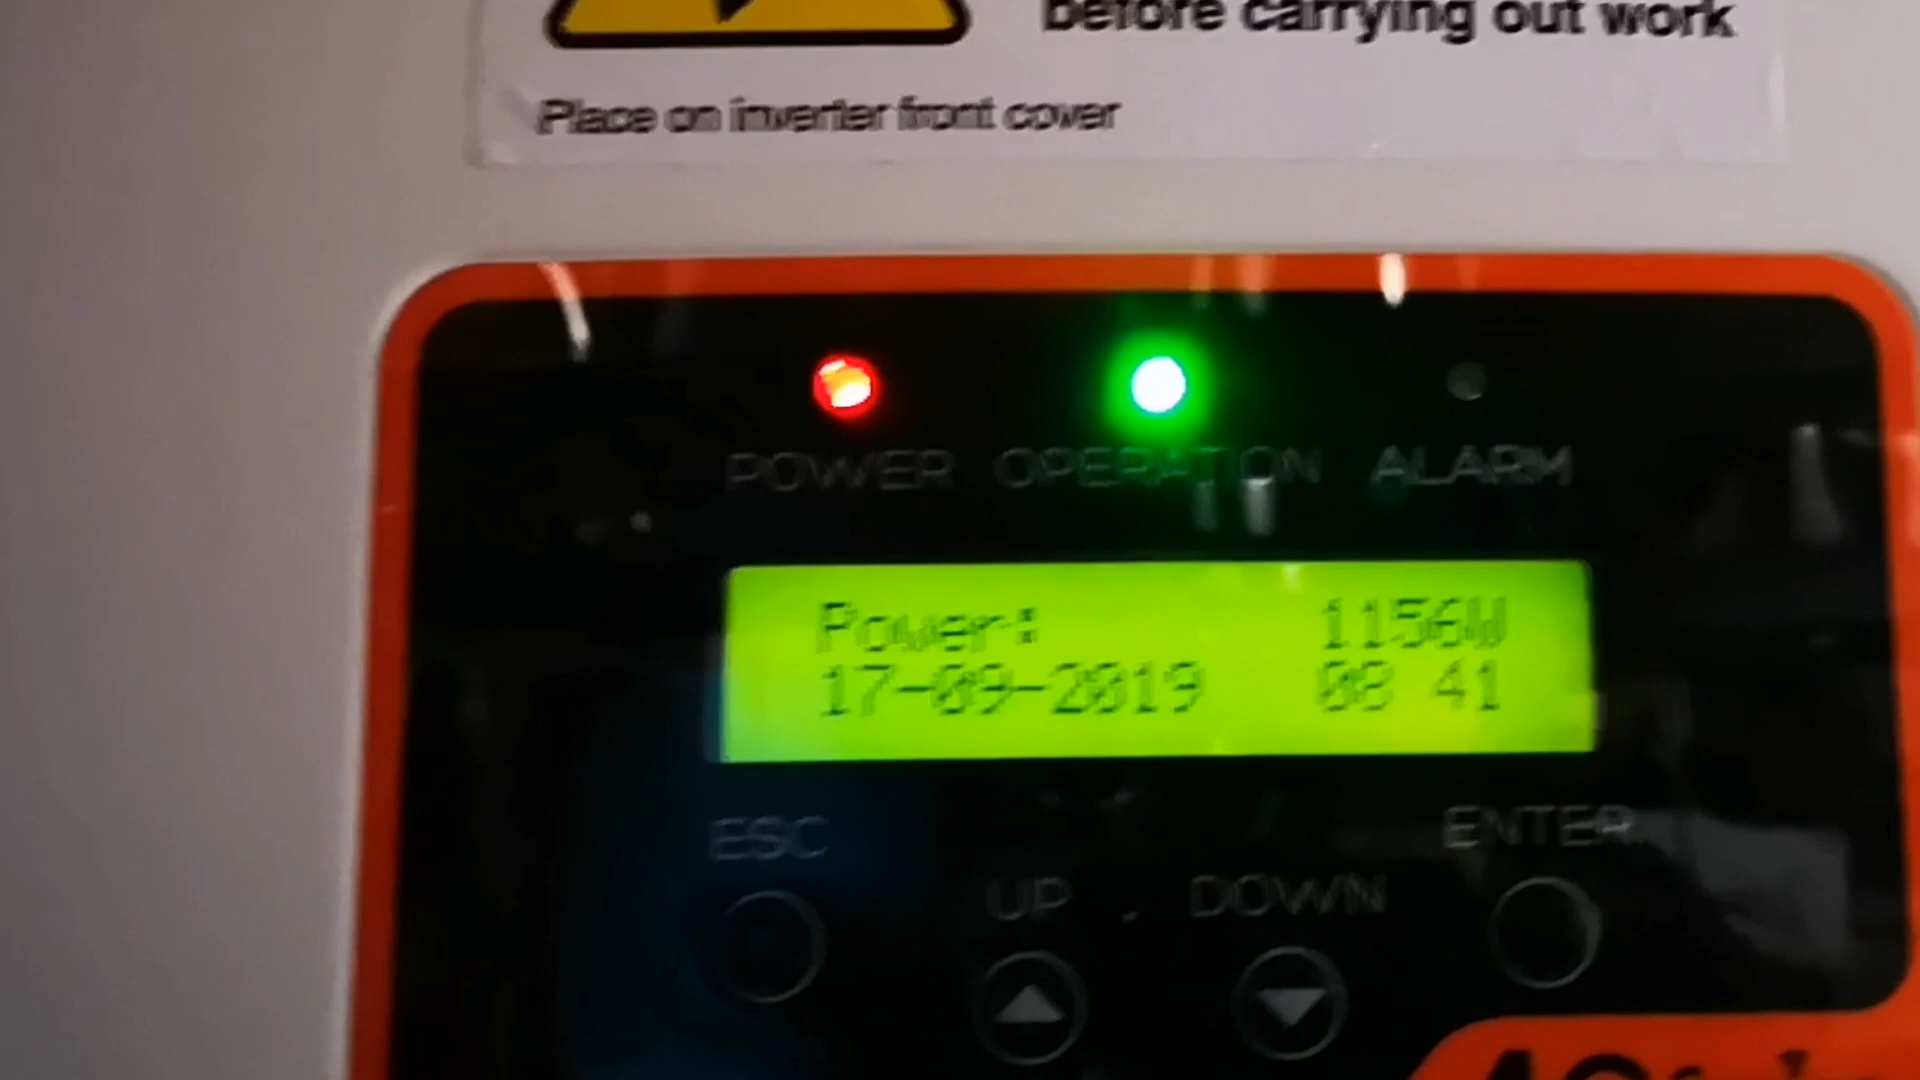 before carrying out work
Place on inverter front cover
POWER OPERATION ALARM
Power: 1156W
17-09-2019 08 41
ESC
ENTER
UP DOWN